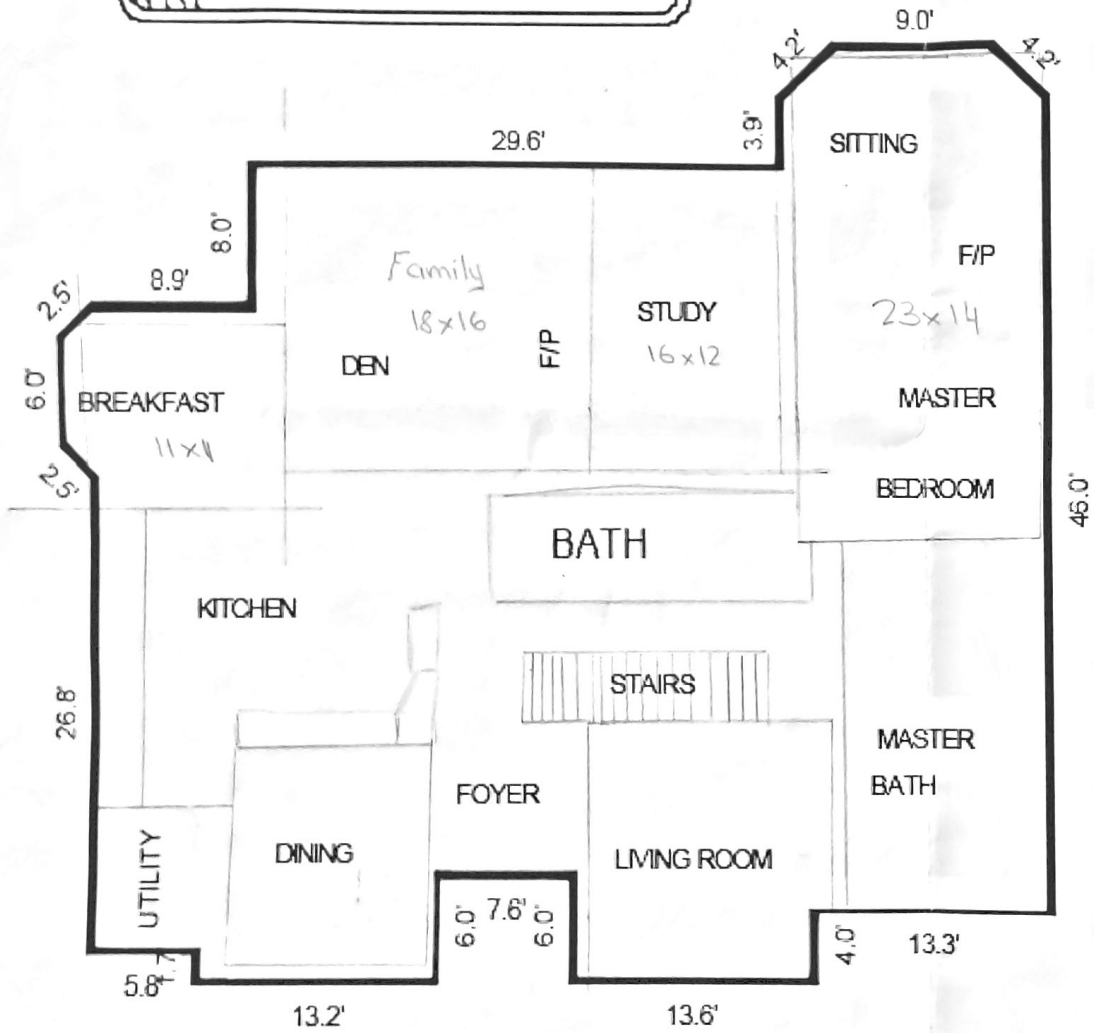 9.0'
4.2'
4.2'
29.6'
3.9'
SITTING
8.0'
Family
18x16
F/P
8.9'
2.5'
STUDY
16x12
23x14
DEN
F/P
6.0'
BREAKFAST
MASTER
2.5'
BEDROOM
46.0'
BATH
KITCHEN
STAIRS
26.8'
MASTER
BATH
FOYER
UTILITY
DINING
LIVING ROOM
6.0'
7.6'
6.0'
4.0'
13.3'
5.8'
1.7'
13.2'
13.6'